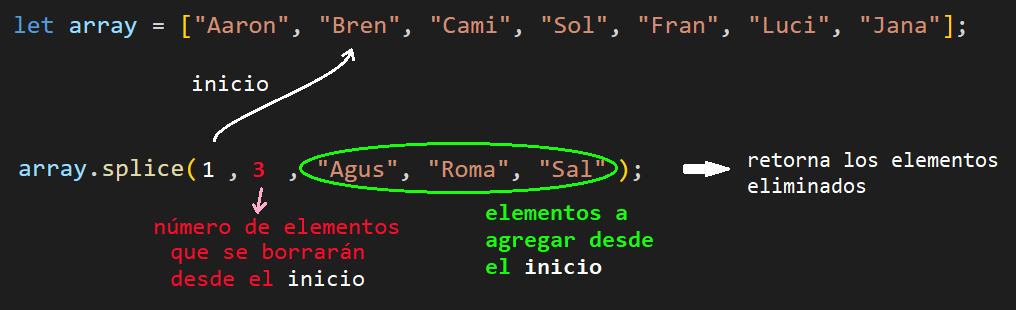 let array = ["Aaron", "Bren", "Cami", "Sol", "Fran", "Luci", "Jana"];
inicio
array.splice(1 , 3 , "Agus", "Roma", "Sal" );
retorna los elementos
eliminados
número de elementos
que se borrarán
desde el inicio
elementos a
agregar desde
el inicio